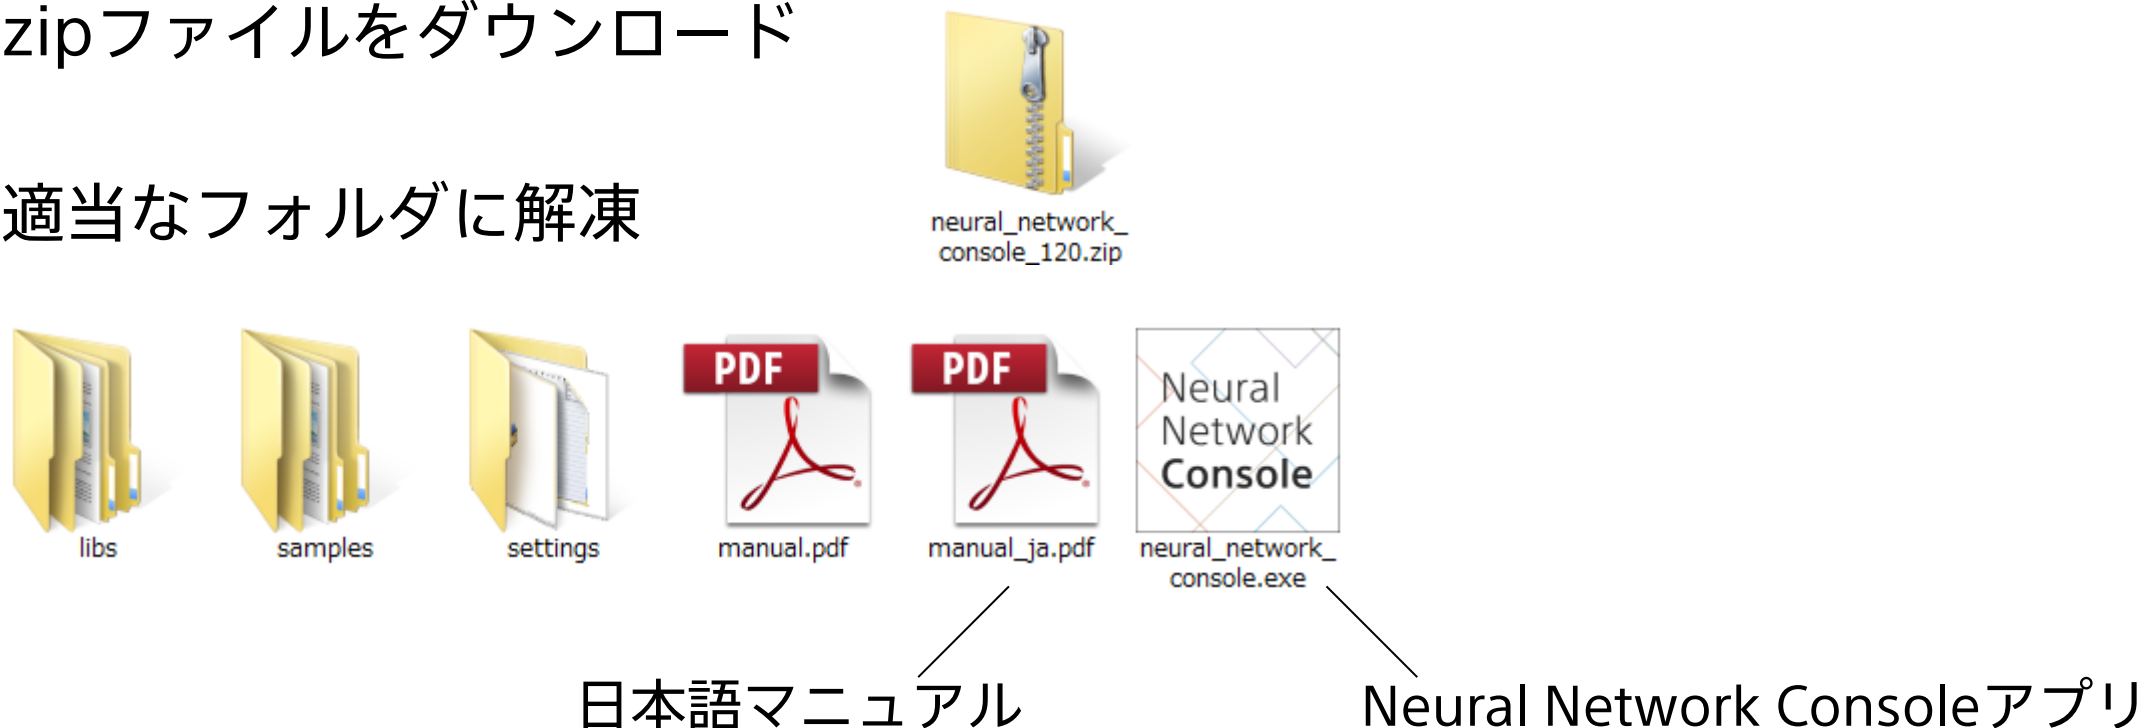 zipファイルをダウンロード
適当なフォルダに解凍
neural_network_
console_120.zip
PDF
PDF
Neural
Network
Console
libs
samples
settings
manual.pdf
manual_ja.pdf
neural_network_
console.exe
日本語マニュアル
Neural Network Consoleアプリ